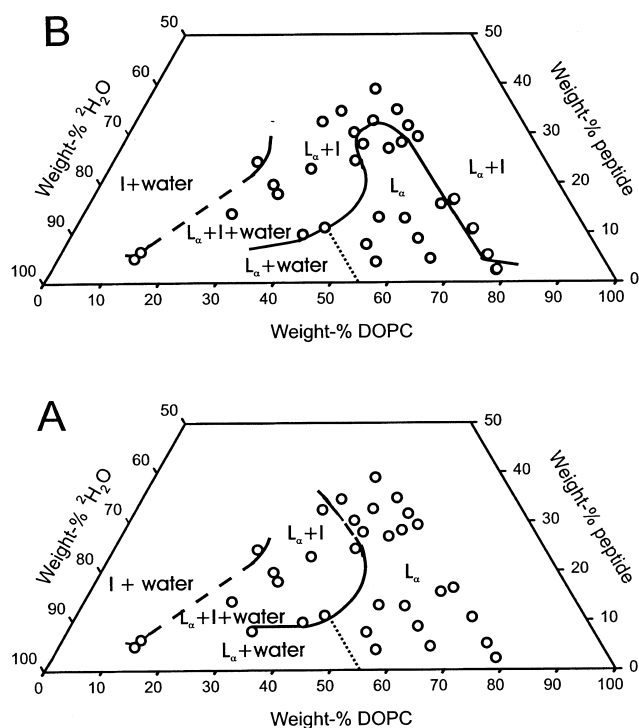 B
50
50
60
40
70
30
80
20
90
10
100
0
Weight-% ²H₂O
Weight-% peptide
I+water
Lα+I
Lα+I
Lα
Lα+I+water
Lα+water
0 10 20 30 40 50 60 70 80 90 100
Weight-% DOPC
A
50
50
60
40
70
30
80
20
90
10
100
0
Weight-% ²H₂O
Weight-% peptide
Lα+I
I + water
Lα
Lα+I+water
Lα+water
0 10 20 30 40 50 60 70 80 90 100
Weight-% DOPC